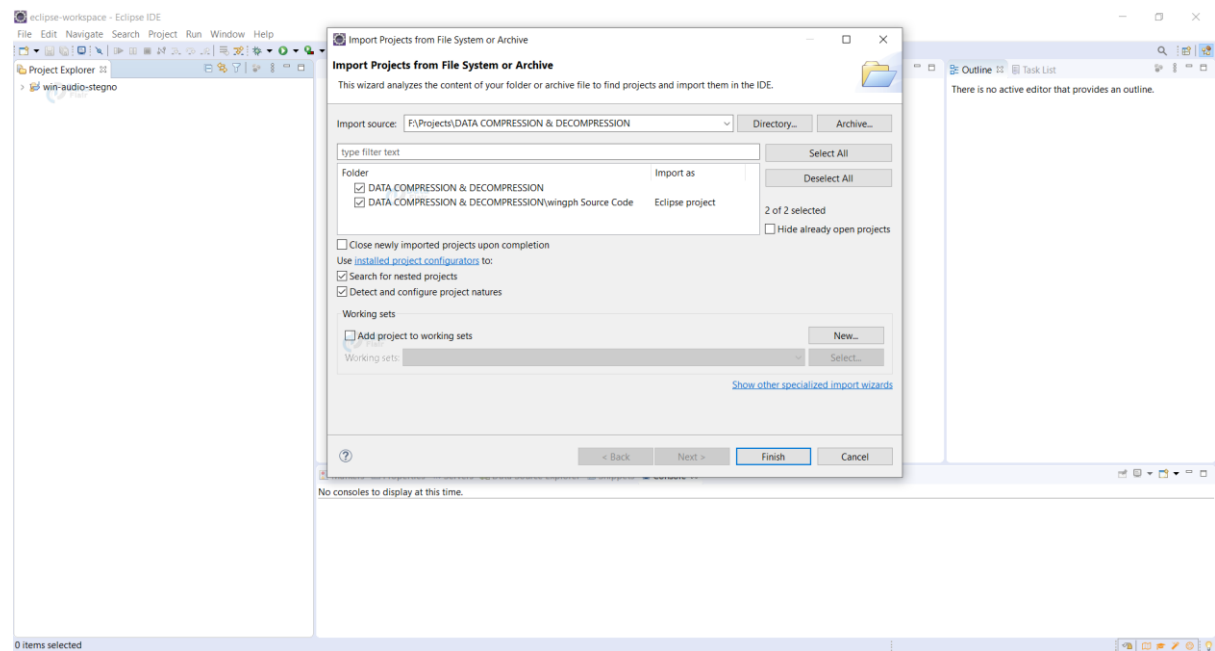 eclipse-workspace - Eclipse IDE
File Edit Navigate Search Project Run Window Help
Project Explorer
win-audio-stegno
Import Projects from File System or Archive
Import Projects from File System or Archive
This wizard analyzes the content of your folder or archive file to find projects and import them in the IDE.
Import source: F:\Projects\DATA COMPRESSION & DECOMPRESSION Directory... Archive...
type filter text Select All
Folder Import as
Deselect All
DATA COMPRESSION & DECOMPRESSION
DATA COMPRESSION & DECOMPRESSION\wingph Source Code Eclipse project
2 of 2 selected
Hide already open projects
Close newly imported projects upon completion
Use installed project configurators to:
Search for nested projects
Detect and configure project natures
Working sets
Add project to working sets New...
Working sets: Select...
Show other specialized import wizards
< Back Next > Finish Cancel
Outline Task List
There is no active editor that provides an outline.
No consoles to display at this time.
0 items selected